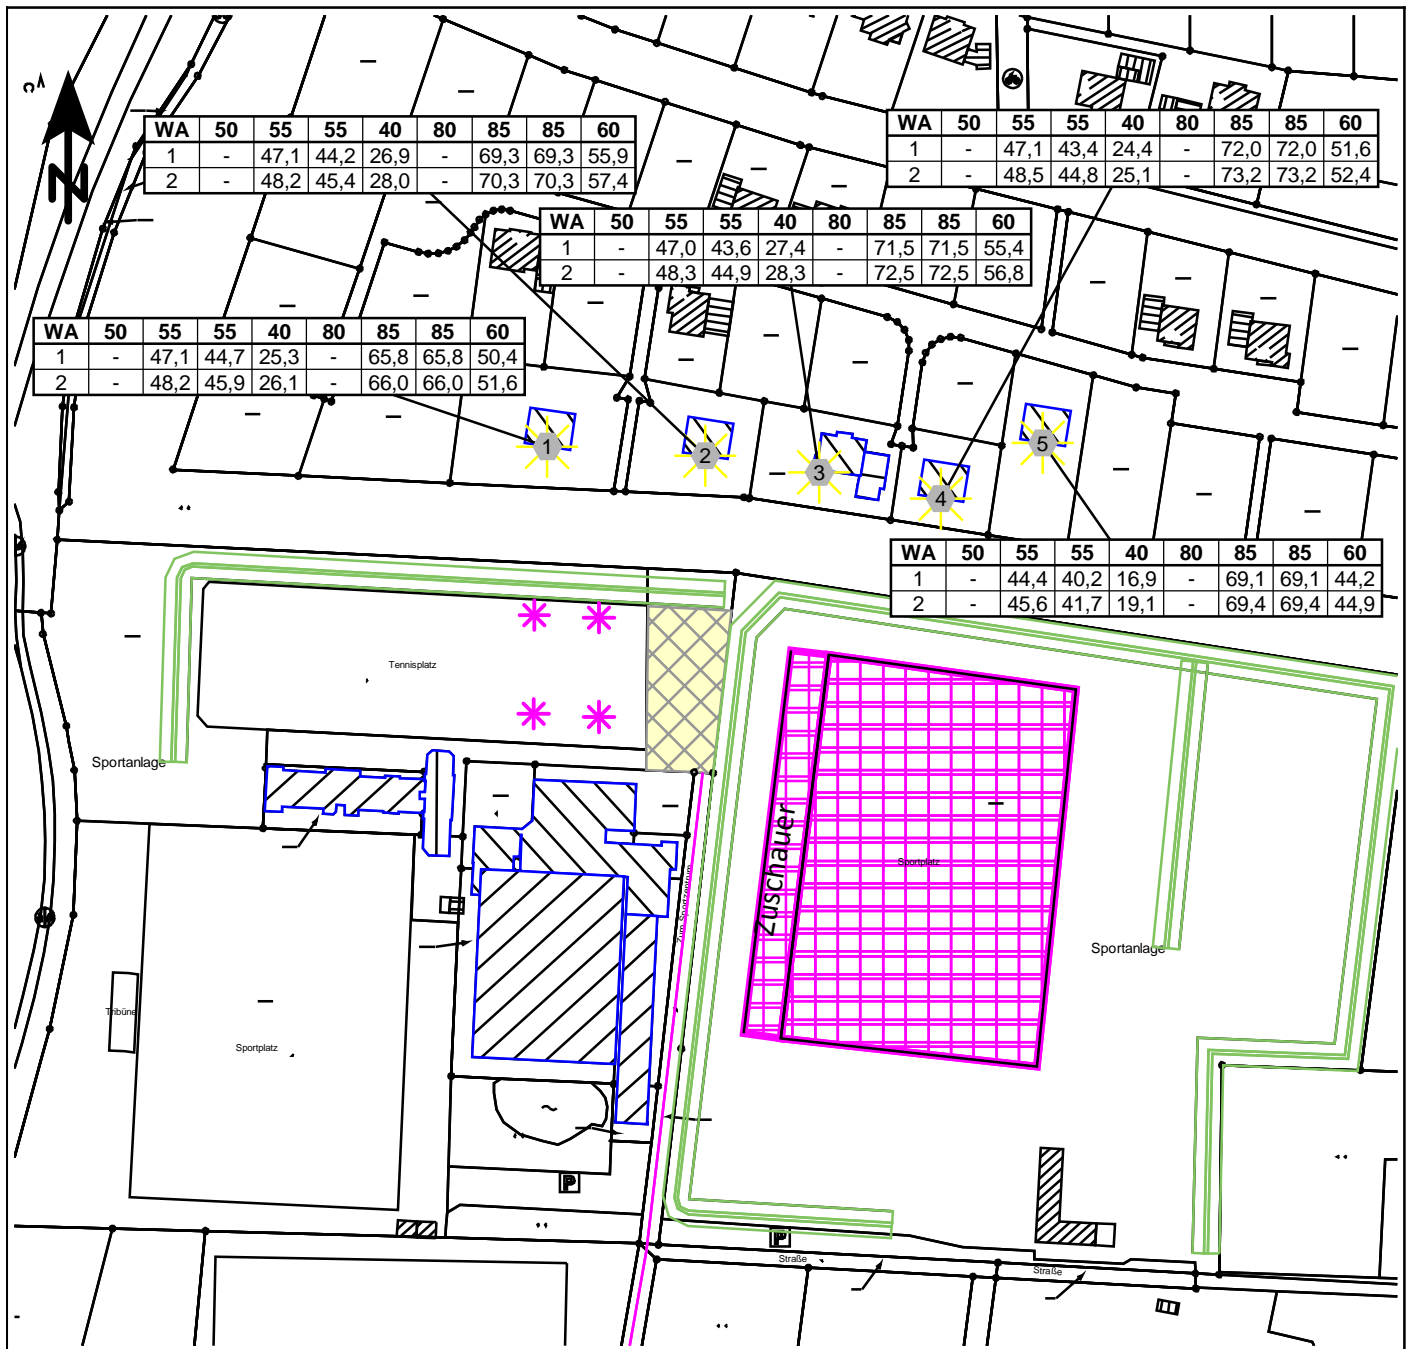 N
WA 50 55 55 40 80 85 85 60
1 - 47,1 44,2 26,9 - 69,3 69,3 55,9
2 - 48,2 45,4 28,0 - 70,3 70,3 57,4
WA 50 55 55 40 80 85 85 60
1 - 47,1 43,4 24,4 - 72,0 72,0 51,6
2 - 48,5 44,8 25,1 - 73,2 73,2 52,4
WA 50 55 55 40 80 85 85 60
1 - 47,0 43,6 27,4 - 71,5 71,5 55,4
2 - 48,3 44,9 28,3 - 72,5 72,5 56,8
WA 50 55 55 40 80 85 85 60
1 - 47,1 44,7 25,3 - 65,8 65,8 50,4
2 - 48,2 45,9 26,1 - 66,0 66,0 51,6
1
2
3
4
5
WA 50 55 55 40 80 85 85 60
1 - 44,4 40,2 16,9 - 69,1 69,1 44,2
2 - 45,6 41,7 19,1 - 69,4 69,4 44,9
Tennisplatz
Sportanlage
Zuschauer
Sportplatz
Zum Sportzentrum
Sportanlage
Tribüne
Sportplatz
P
P
Straße
Straße